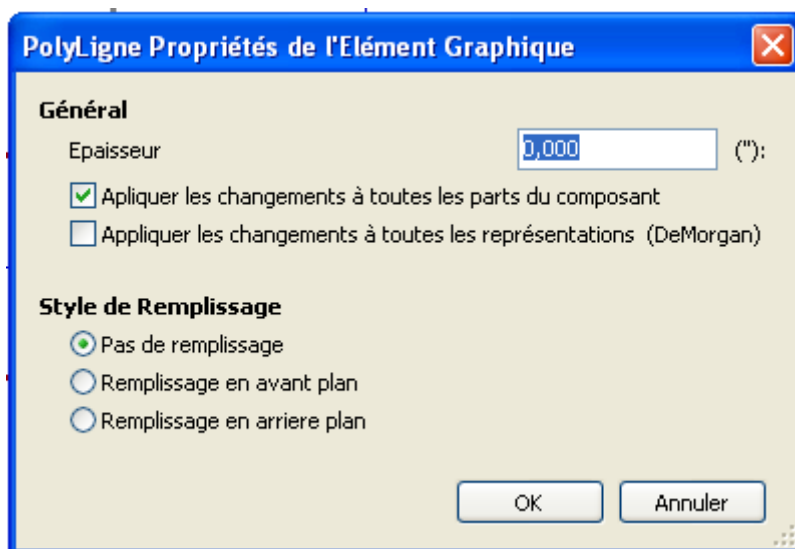 PolyLigne Propriétés de l'Elément Graphique
Général
Epaisseur 0,000 ("):
Apliquer les changements à toutes les parts du composant
Appliquer les changements à toutes les représentations (DeMorgan)
Style de Remplissage
Pas de remplissage
Remplissage en avant plan
Remplissage en arriere plan
OK Annuler